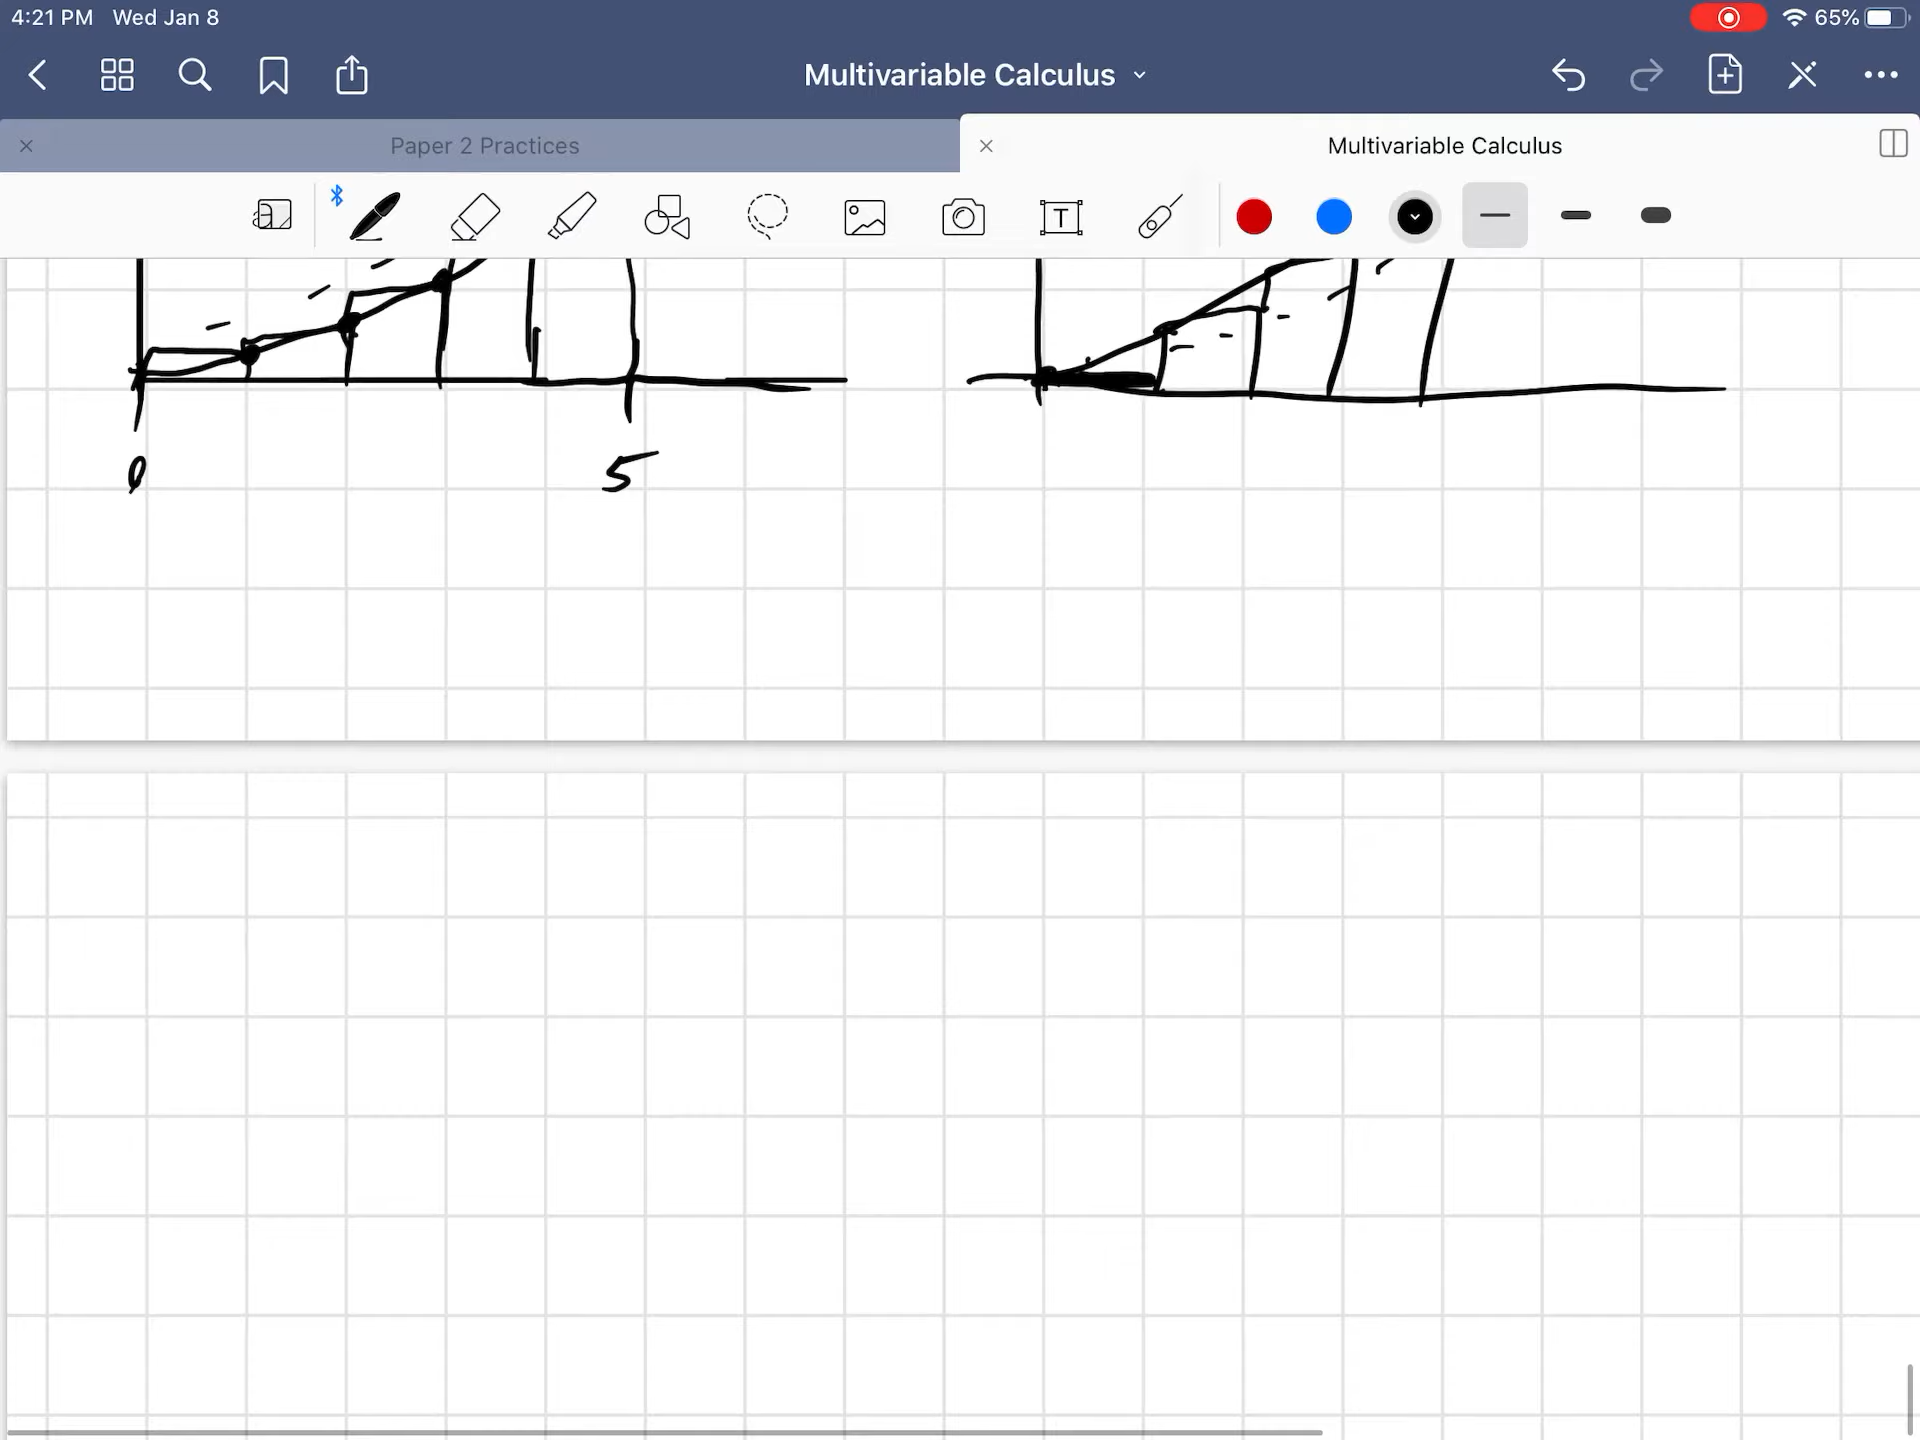 4:21 PM Wed Jan 8
65%
Multivariable Calculus
Paper 2 Practices
Multivariable Calculus
T
0
5